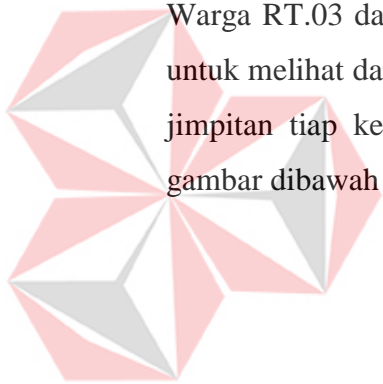 Warga RT.03 da
untuk melihat da
jimpitan tiap ke
gambar dibawah